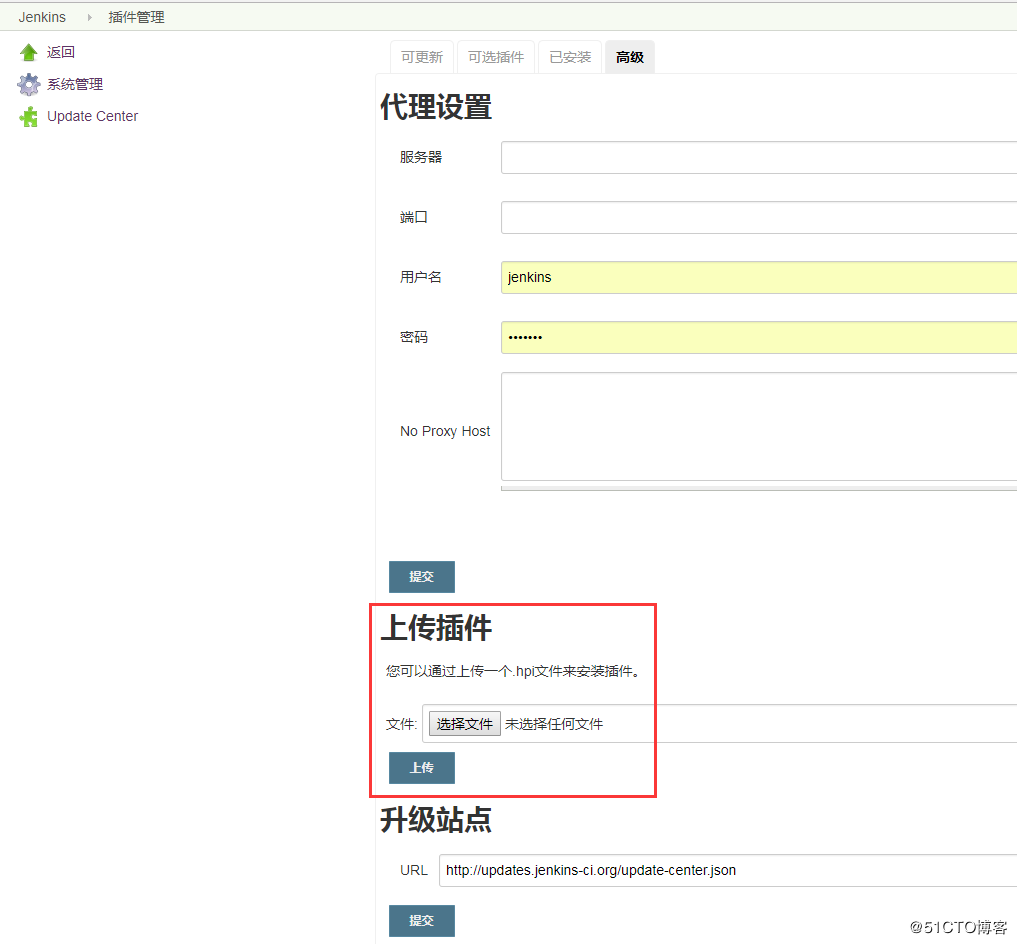 Jenkins 插件管理
返回
系统管理
Update Center
可更新 可选插件 已安装 高级
代理设置
服务器
端口
用户名 jenkins
密码 •••••••
No Proxy Host
提交
上传插件
您可以通过上传一个.hpi文件来安装插件。
文件: 选择文件 未选择任何文件
上传
升级站点
URL http://updates.jenkins-ci.org/update-center.json
提交
@51CTO博客